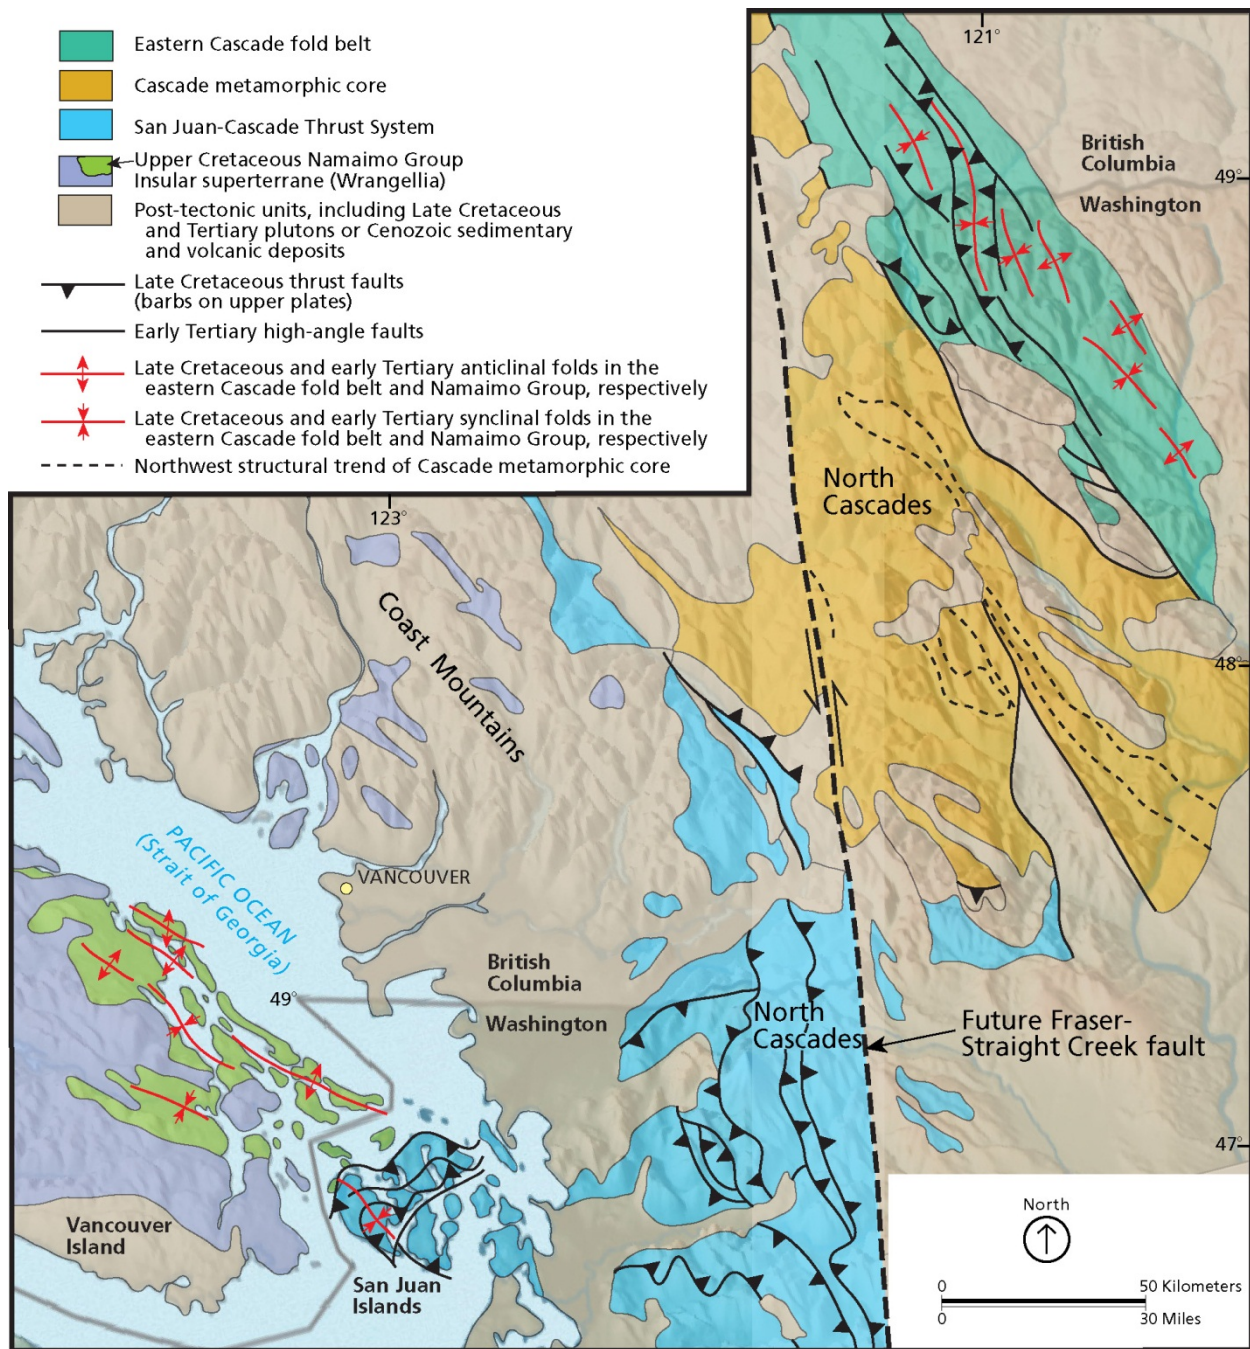 Eastern Cascade fold belt
Cascade metamorphic core
San Juan-Cascade Thrust System
Upper Cretaceous Namaimo Group
Insular superterrane (Wrangellia)
Post-tectonic units, including Late Cretaceous
and Tertiary plutons or Cenozoic sedimentary
and volcanic deposits
Late Cretaceous thrust faults
(barbs on upper plates)
Early Tertiary high-angle faults
Late Cretaceous and early Tertiary anticlinal folds in the
eastern Cascade fold belt and Namaimo Group, respectively
Late Cretaceous and early Tertiary synclinal folds in the
eastern Cascade fold belt and Namaimo Group, respectively
Northwest structural trend of Cascade metamorphic core
121°
British
Columbia
49°
Washington
North
Cascades
123°
Coast Mountains
48°
PACIFIC OCEAN
(Strait of Georgia)
VANCOUVER
British
Columbia
49°
Washington
North
Cascades
Future Fraser-
Straight Creek fault
47°
Vancouver
Island
San Juan
Islands
North
0 50 Kilometers
0 30 Miles